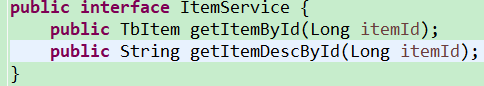 public interface ItemService {
    public TbItem getItemById(Long itemId);
    public String getItemDescById(Long itemId);
}